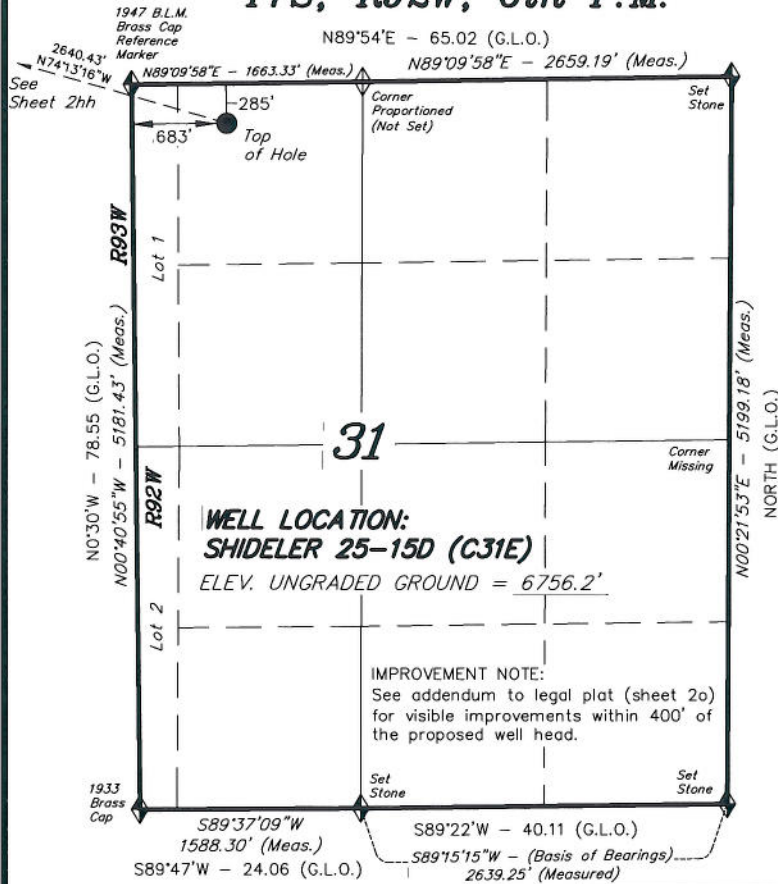 T7S, R92W, 6th P.M.
1947 B.L.M.
Brass Cap
Reference
Marker
N89°54'E - 65.02 (G.L.O.)
2640.43'
N74°13'16"W
See
Sheet 2hh
N89°09'58"E - 1663.33' (Meas.)
N89°09'58"E - 2659.19' (Meas.)
Corner
Proportioned
(Not Set)
Set
Stone
285'
683'
Top
of Hole
R93W
Lot 1
N0°30'W - 78.55 (G.L.O.)
N00°40'55"W - 5181.43' (Meas.)
R92W
31
Corner
Missing
N00°21'53"E - 5199.18' (Meas.)
NORTH (G.L.O.)
WELL LOCATION:
SHIDELER 25-15D (C31E)
ELEV. UNGRADED GROUND = 6756.2'
Lot 2
IMPROVEMENT NOTE:
See addendum to legal plat (sheet 2o)
for visible improvements within 400' of
the proposed well head.
1933
Brass
Cap
Set
Stone
Set
Stone
S89°37'09"W
1588.30' (Meas.)
S89°47'W - 24.06 (G.L.O.)
S89°22'W - 40.11 (G.L.O.)
S89°15'15"W - (Basis of Bearings)
2639.25' (Measured)